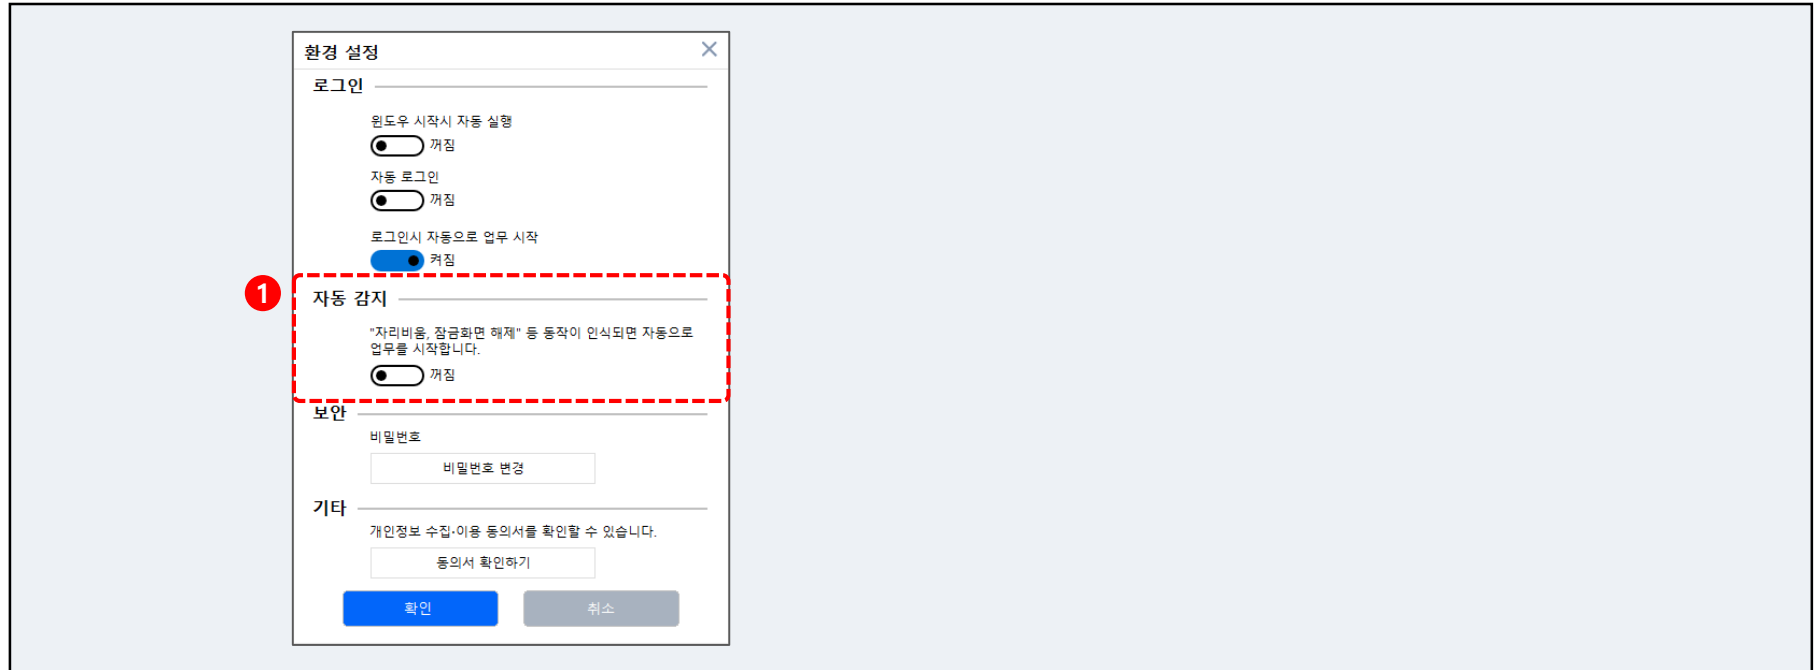 환경 설정
로그인
윈도우 시작시 자동 실행
꺼짐
자동 로그인
꺼짐
로그인시 자동으로 업무 시작
켜짐
1
자동 감지
"자리비움, 잠금화면 해제" 등 동작이 인식되면 자동으로
업무를 시작합니다.
꺼짐
보안
비밀번호
비밀번호 변경
기타
개인정보 수집·이용 동의서를 확인할 수 있습니다.
동의서 확인하기
확인
취소